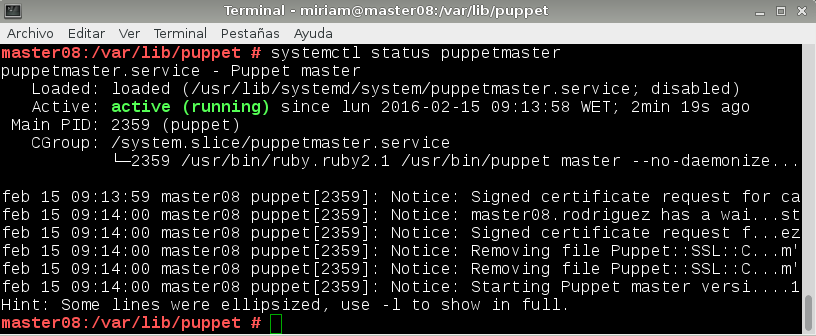 Terminal - miriam@master08:/var/lib/puppet
Archivo Editar Ver Terminal Pestañas Ayuda
master08:/var/lib/puppet # systemctl status puppetmaster
puppetmaster.service - Puppet master
   Loaded: loaded (/usr/lib/systemd/system/puppetmaster.service; disabled)
   Active: active (running) since lun 2016-02-15 09:13:58 WET; 2min 19s ago
 Main PID: 2359 (puppet)
   CGroup: /system.slice/puppetmaster.service
           └─2359 /usr/bin/ruby.ruby2.1 /usr/bin/puppet master --no-daemonize...

feb 15 09:13:59 master08 puppet[2359]: Notice: Signed certificate request for ca
feb 15 09:14:00 master08 puppet[2359]: Notice: master08.rodriguez has a wai...st
feb 15 09:14:00 master08 puppet[2359]: Notice: Signed certificate request f...ez
feb 15 09:14:00 master08 puppet[2359]: Notice: Removing file Puppet::SSL::C...m'
feb 15 09:14:00 master08 puppet[2359]: Notice: Removing file Puppet::SSL::C...m'
feb 15 09:14:00 master08 puppet[2359]: Notice: Starting Puppet master versi....1
Hint: Some lines were ellipsized, use -l to show in full.
master08:/var/lib/puppet #